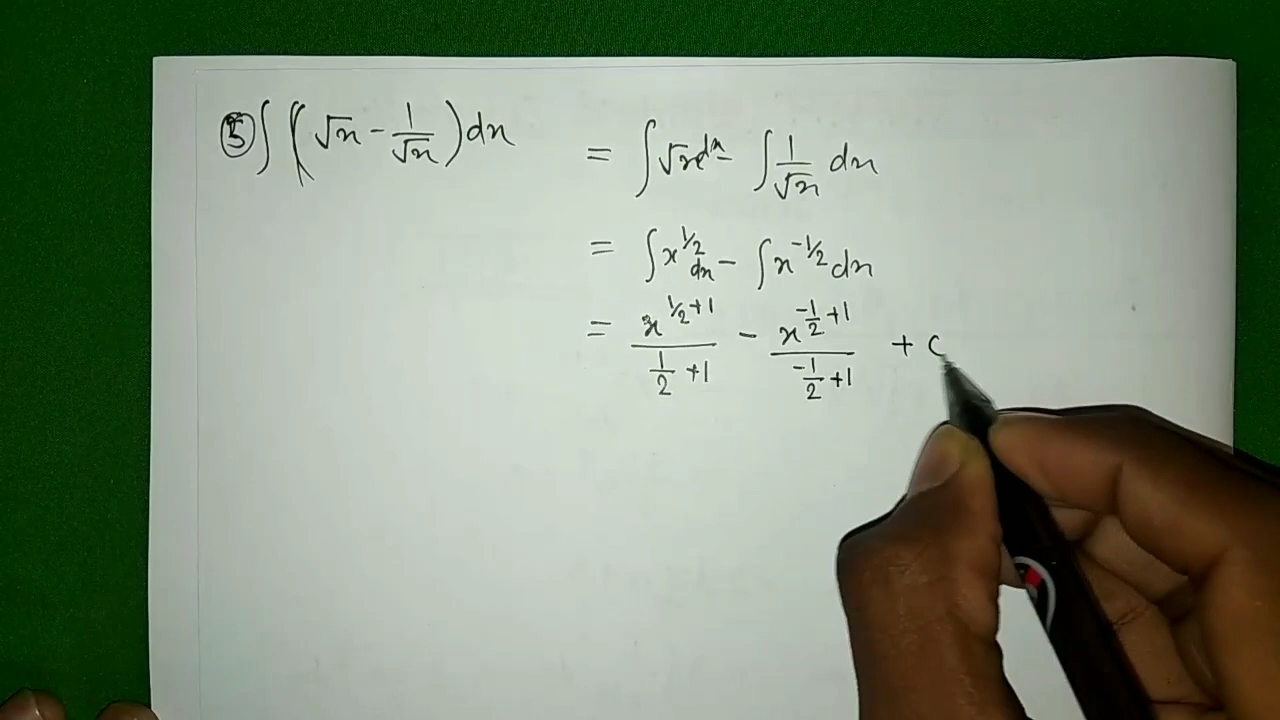 ⑤ ∫(√x - 1/√x)dx = ∫√x dx - ∫ 1/√x dx
= ∫x^1/2 dx - ∫x^-1/2 dx
= x^(1/2+1)/(1/2+1) - x^(-1/2+1)/(-1/2+1) + C